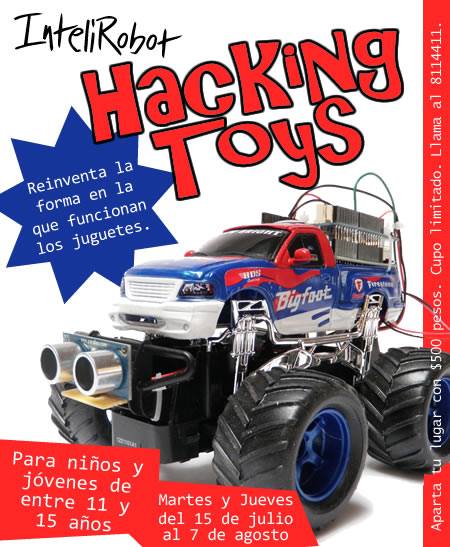 InteliRobot
Hacking
Toys
Reinventa la
forma en la
que funcionan
los juguetes.
Aparta tu lugar con $500 pesos. Cupo limitado. Llama al 8114411.
BRIGHT
HDS
Bigfoot
Firestone
Para niños y
jóvenes de
entre 11 y
15 años
Martes y Jueves
del 15 de julio
al 7 de agosto